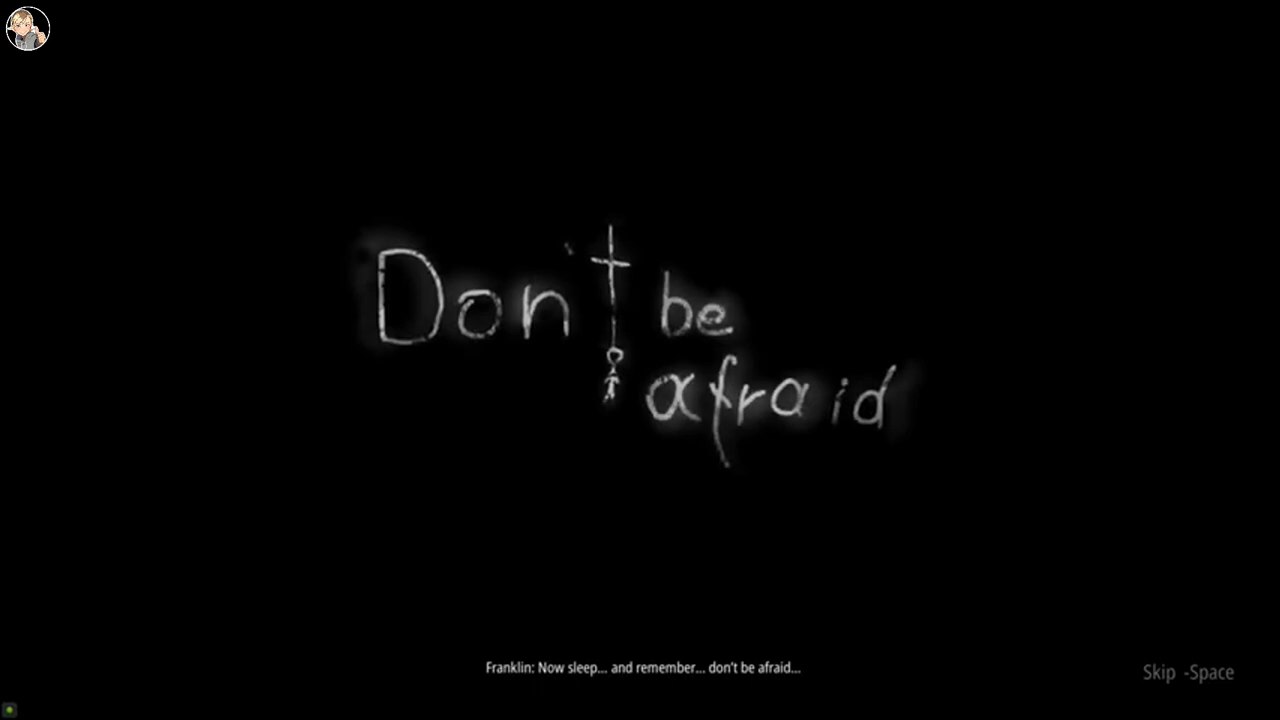 Don't be
afraid
Franklin: Now sleep... and remember... don't be afraid...
Skip -Space